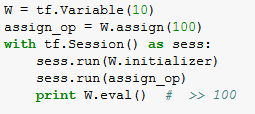 W = tf.Variable(10)
assign_op = W.assign(100)
with tf.Session() as sess:
    sess.run(W.initializer)
    sess.run(assign_op)
    print W.eval()  #  >> 100